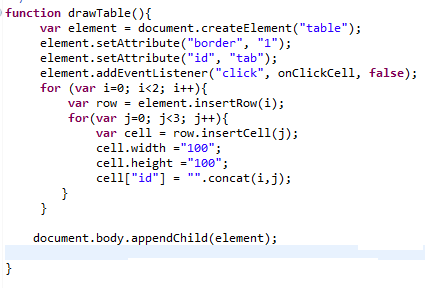 function drawTable(){
var element = document.createElement("table");
element.setAttribute("border", "1");
element.setAttribute("id", "tab");
element.addEventListener("click", onClickCell, false);
for (var i=0; i<2; i++){
var row = element.insertRow(i);
for(var j=0; j<3; j++){
var cell = row.insertCell(j);
cell.width ="100";
cell.height ="100";
cell["id"] = "".concat(i,j);
}
}
document.body.appendChild(element);
}